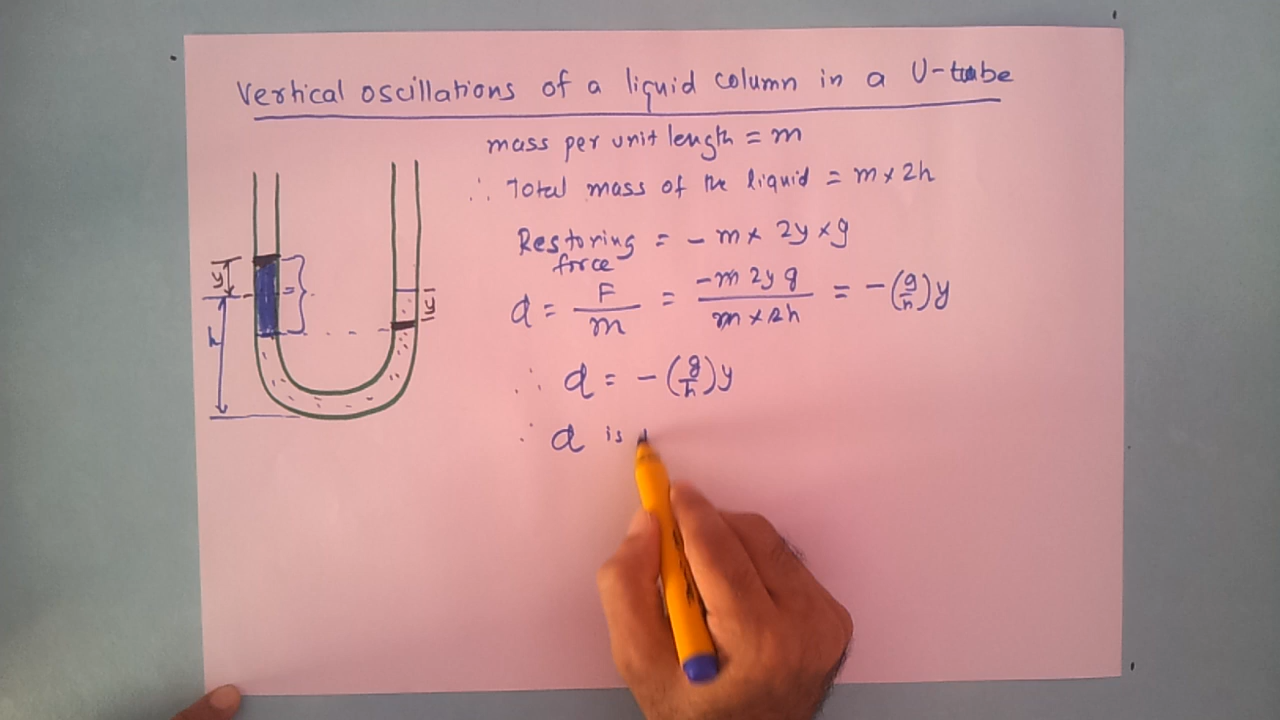 Vertical oscillations of a liquid column in a U-tube
mass per unit length = m
∴ Total mass of the liquid = m × 2h
Restoring force = - m × 2y × g
a = F/m = -m 2y g / m × 2h = -(g/h)y
y
h
y
∴ a = -(g/h)y
∴ a is